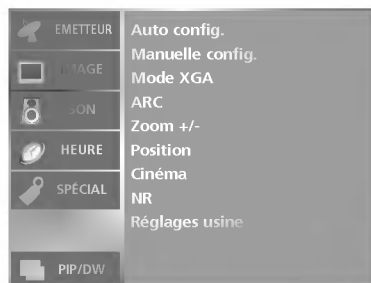 EMETTEUR
IMAGE
SON
HEURE
SPÉCIAL
PIP/DW
Auto config.
Manuelle config.
Mode XGA
ARC
Zoom +/-
Position
Cinéma
NR
Réglages usine